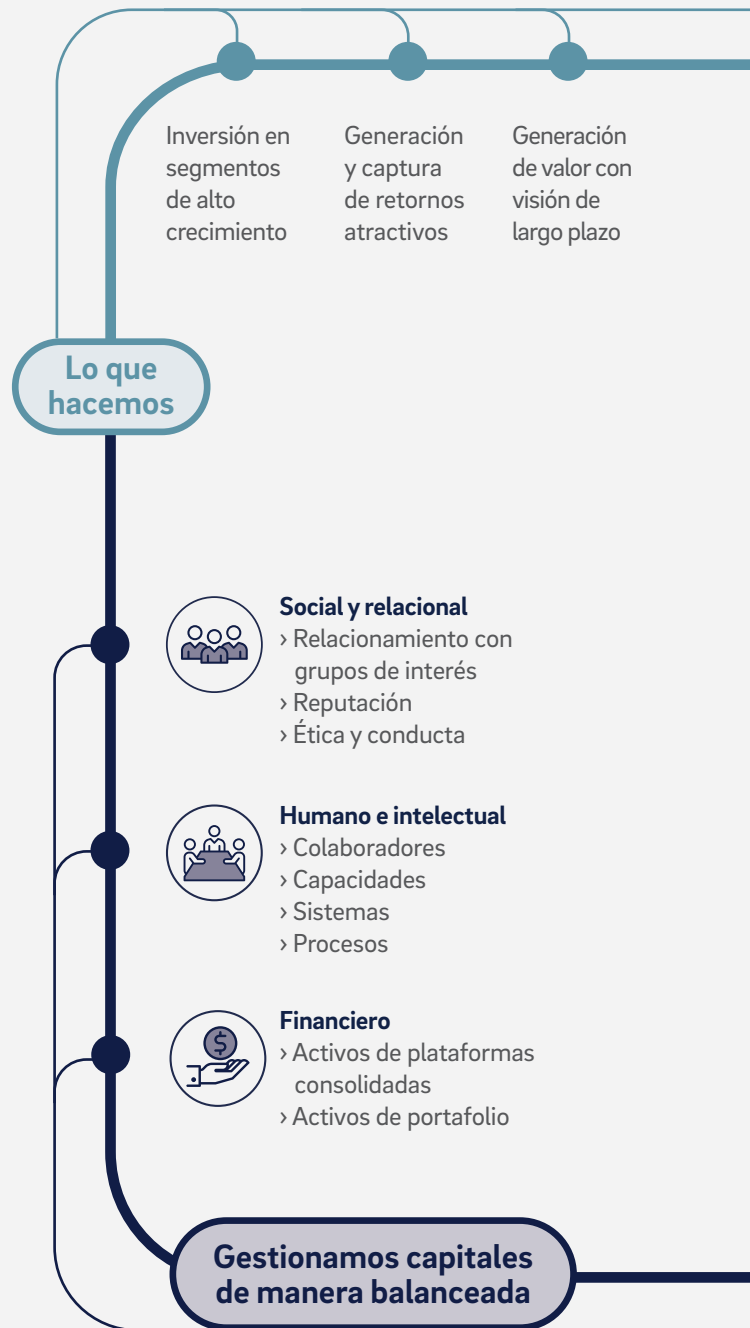 Inversión en
segmentos
de alto
crecimiento
Generación
y captura
de retornos
atractivos
Generación
de valor con
visión de
largo plazo
Lo que
hacemos
Social y relacional
› Relacionamiento con
grupos de interés
› Reputación
› Ética y conducta
Humano e intelectual
› Colaboradores
› Capacidades
› Sistemas
› Procesos
$
Financiero
› Activos de plataformas
consolidadas
› Activos de portafolio
Gestionamos capitales
de manera balanceada